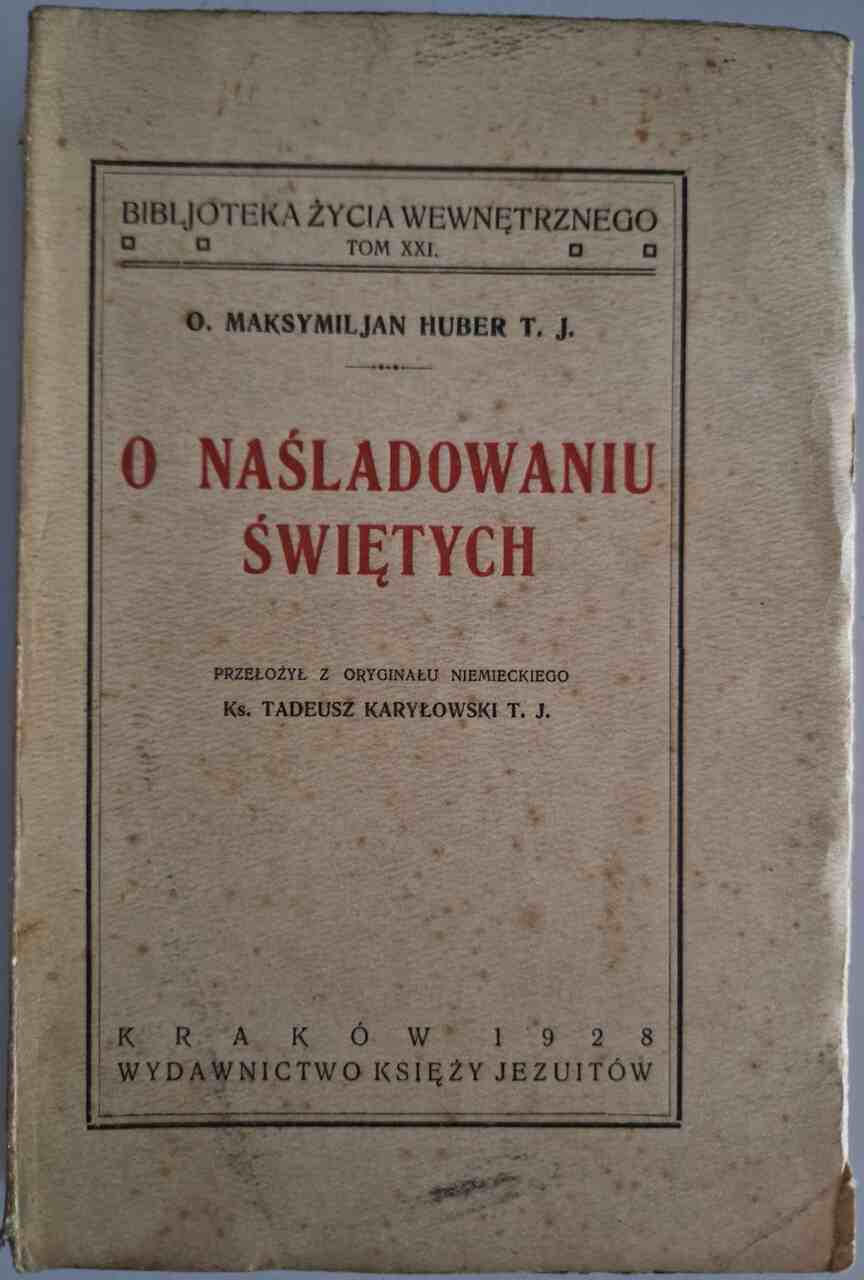 BIBLJOTEKA ŻYCIA WEWNĘTRZNEGO
TOM XXI.
O. MAKSYMILJAN HUBER T. J.
O NAŚLADOWANIU
ŚWIĘTYCH
PRZEŁOŻYŁ Z ORYGINAŁU NIEMIECKIEGO
Ks. TADEUSZ KARYŁOWSKI T. J.
KRAKÓW 1928
WYDAWNICTWO KSIĘŻY JEZUITÓW